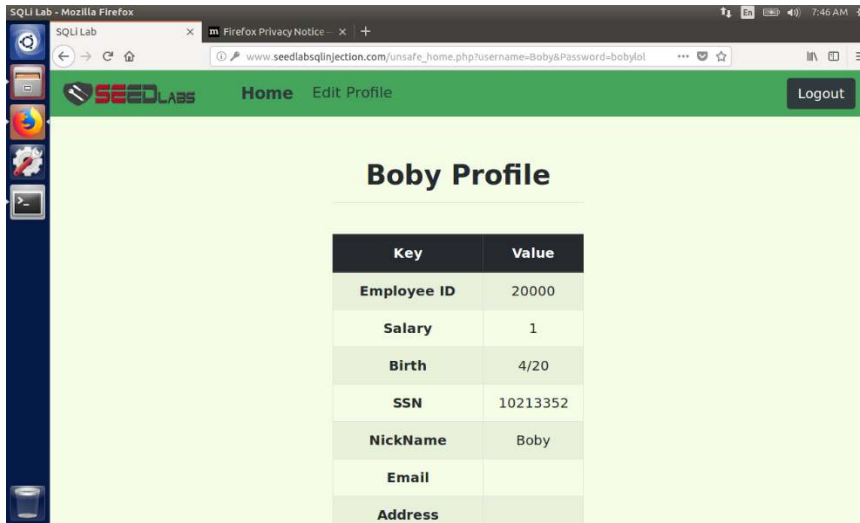 SQLi Lab - Mozilla Firefox
En 7:46 AM
SQLi Lab × m Firefox Privacy Notice – × +
www.seedlabsqlinjection.com/unsafe_home.php?username=Boby&Password=bobylol
SEEDLABS Home Edit Profile Logout
Boby Profile
Key Value
Employee ID 20000
Salary 1
Birth 4/20
SSN 10213352
NickName Boby
Email
Address